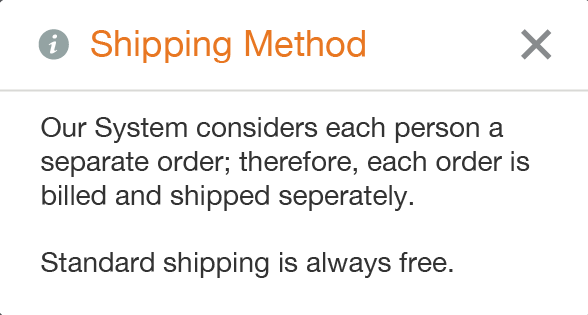 Shipping Method
Our System considers each person a
separate order; therefore, each order is
billed and shipped seperately.
Standard shipping is always free.